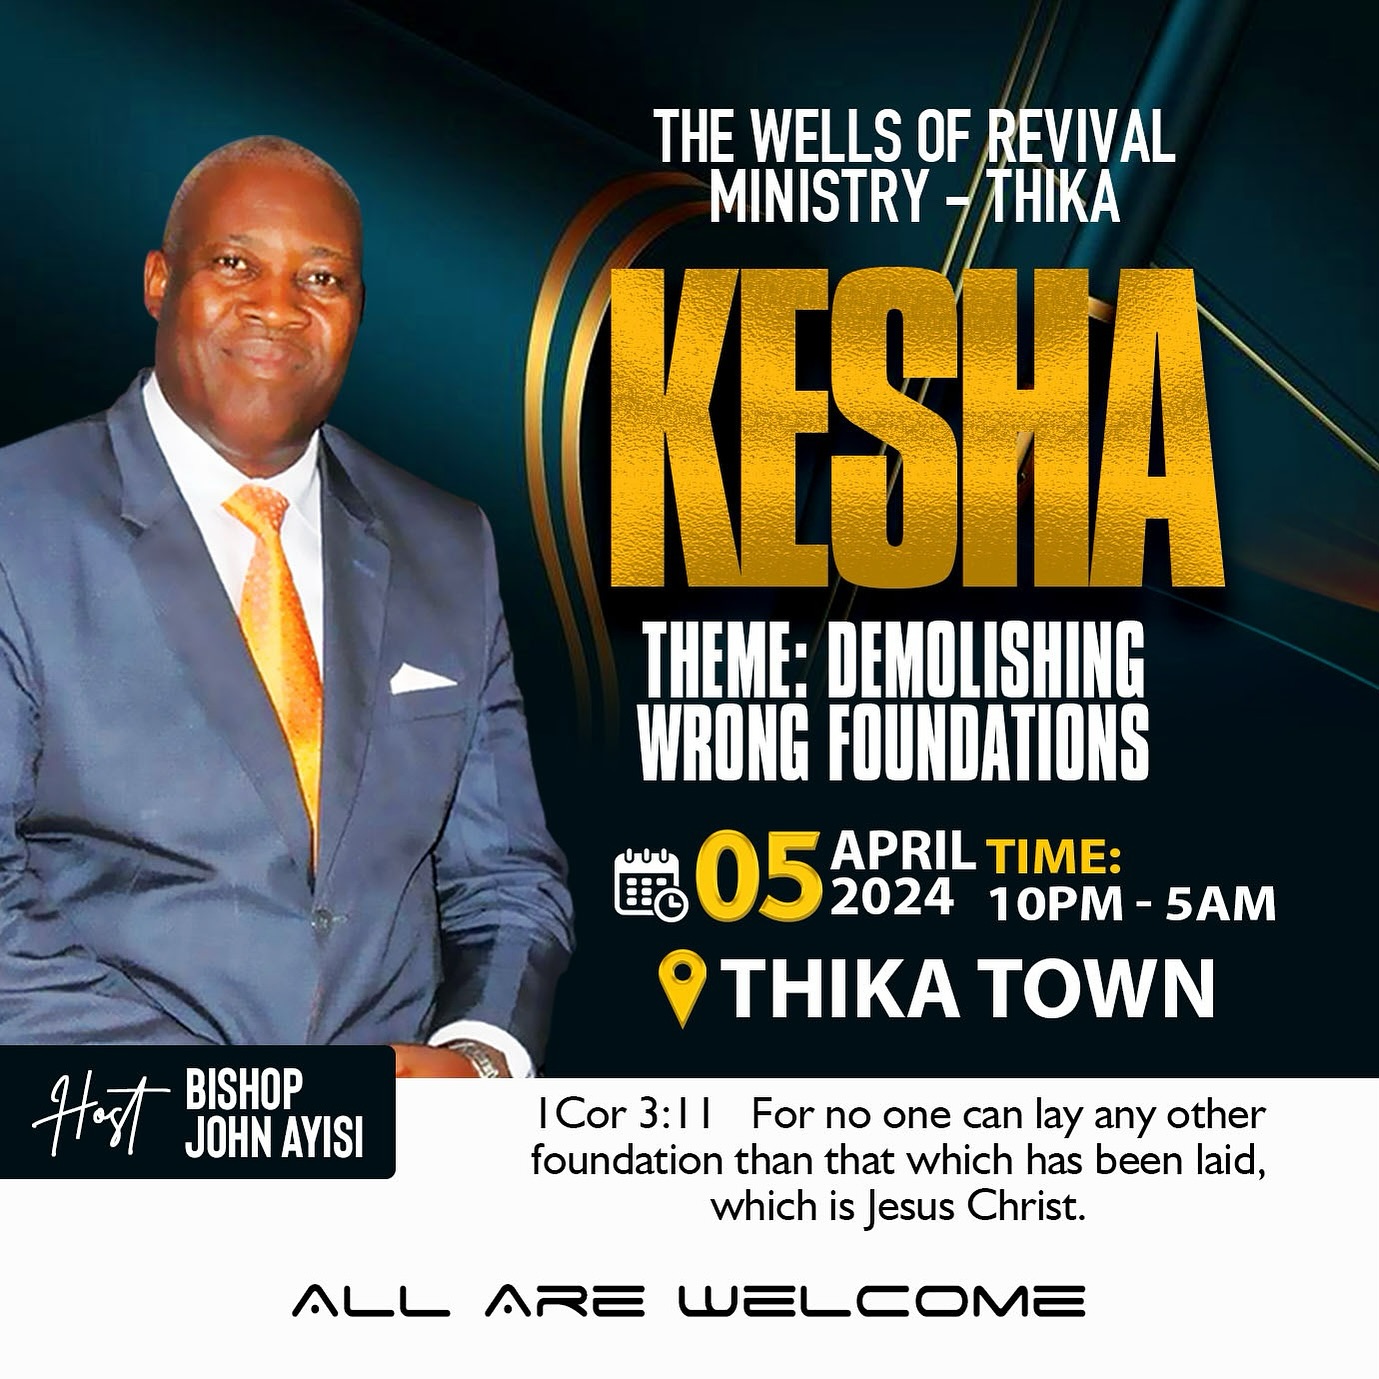 THE WELLS OF REVIVAL
MINISTRY - THIKA
KESHA
THEME: DEMOLISHING
WRONG FOUNDATIONS
05 APRIL 2024
TIME:
10PM - 5AM
THIKA TOWN
Host
BISHOP
JOHN AYISI
1Cor 3:11 For no one can lay any other
foundation than that which has been laid,
which is Jesus Christ.
ALL ARE WELCOME